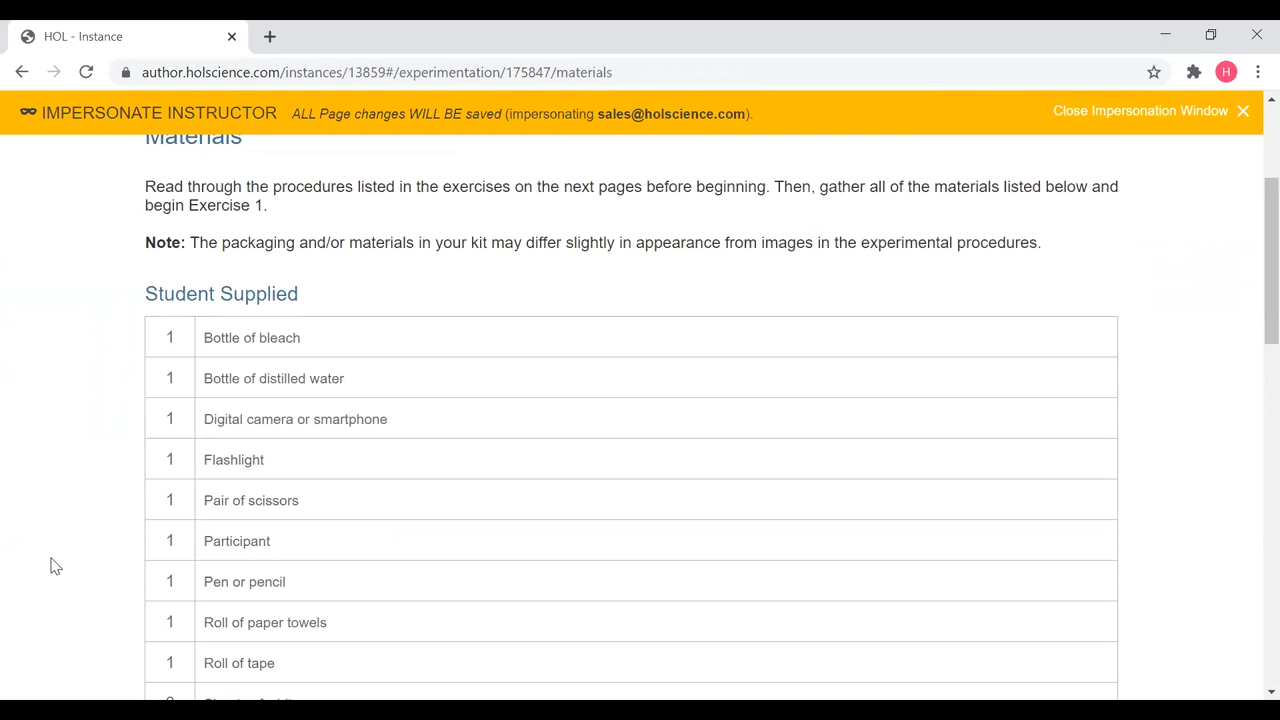 HOL - Instance
author.holscience.com/instances/13859#/experimentation/175847/materials
H
IMPERSONATE INSTRUCTOR ALL Page changes WILL BE saved (impersonating sales@holscience.com).
Close Impersonation Window
Materials
Read through the procedures listed in the exercises on the next pages before beginning. Then, gather all of the materials listed below and
begin Exercise 1.
Note: The packaging and/or materials in your kit may differ slightly in appearance from images in the experimental procedures.
Student Supplied
1 Bottle of bleach
1 Bottle of distilled water
1 Digital camera or smartphone
1 Flashlight
1 Pair of scissors
1 Participant
1 Pen or pencil
1 Roll of paper towels
1 Roll of tape